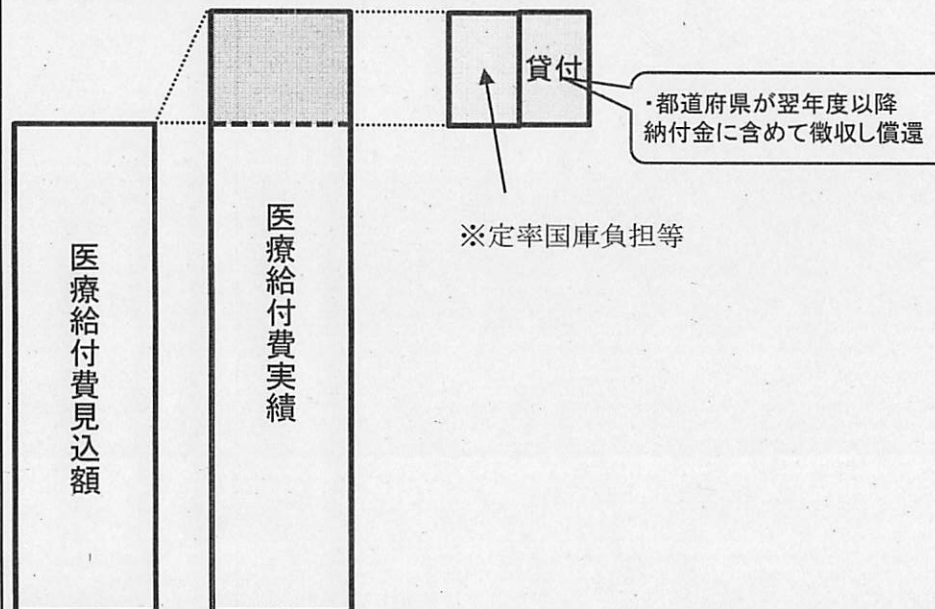 貸付
・都道府県が翌年度以降
納付金に含めて徴収し償還
※定率国庫負担等
医療給付費見込額
医療給付費実績